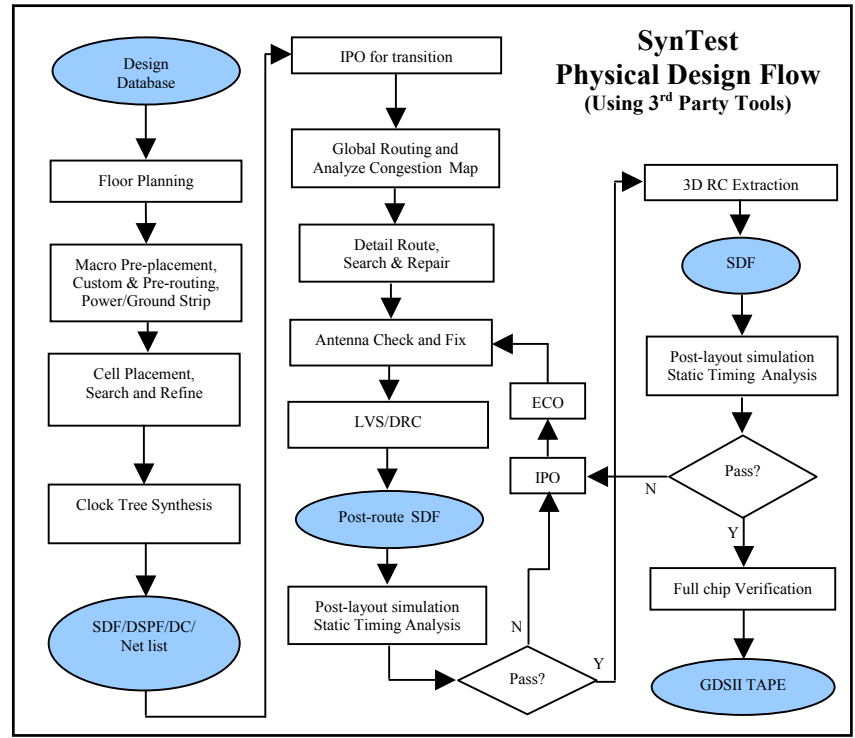 SynTest
Physical Design Flow
(Using 3rd Party Tools)
Design
Database
Floor Planning
Macro Pre-placement,
Custom & Pre-routing,
Power/Ground Strip
Cell Placement,
Search and Refine
Clock Tree Synthesis
SDF/DSPF/DC/
Net list
IPO for transition
Global Routing and
Analyze Congestion Map
Detail Route,
Search & Repair
Antenna Check and Fix
LVS/DRC
Post-route SDF
Post-layout simulation
Static Timing Analysis
Pass?
N
Y
IPO
ECO
3D RC Extraction
SDF
Post-layout simulation
Static Timing Analysis
Pass?
N
Y
Full chip Verification
GDSII TAPE